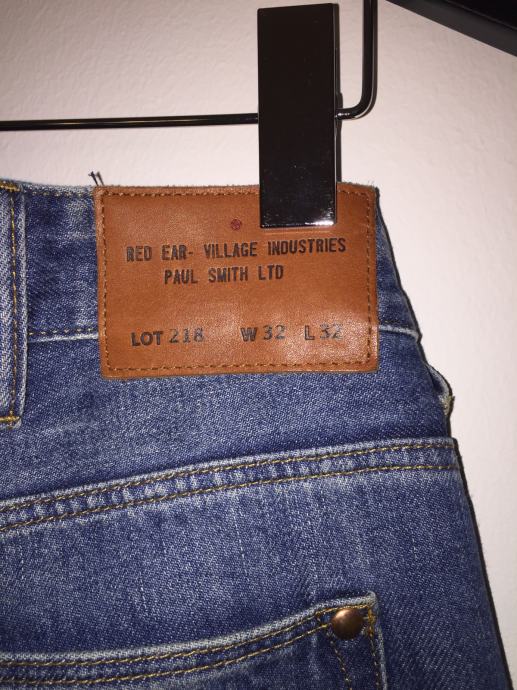 RED EAR- VILLAGE INDUSTRIES
PAUL SMITH LTD
LOT 218 W 32 L 32